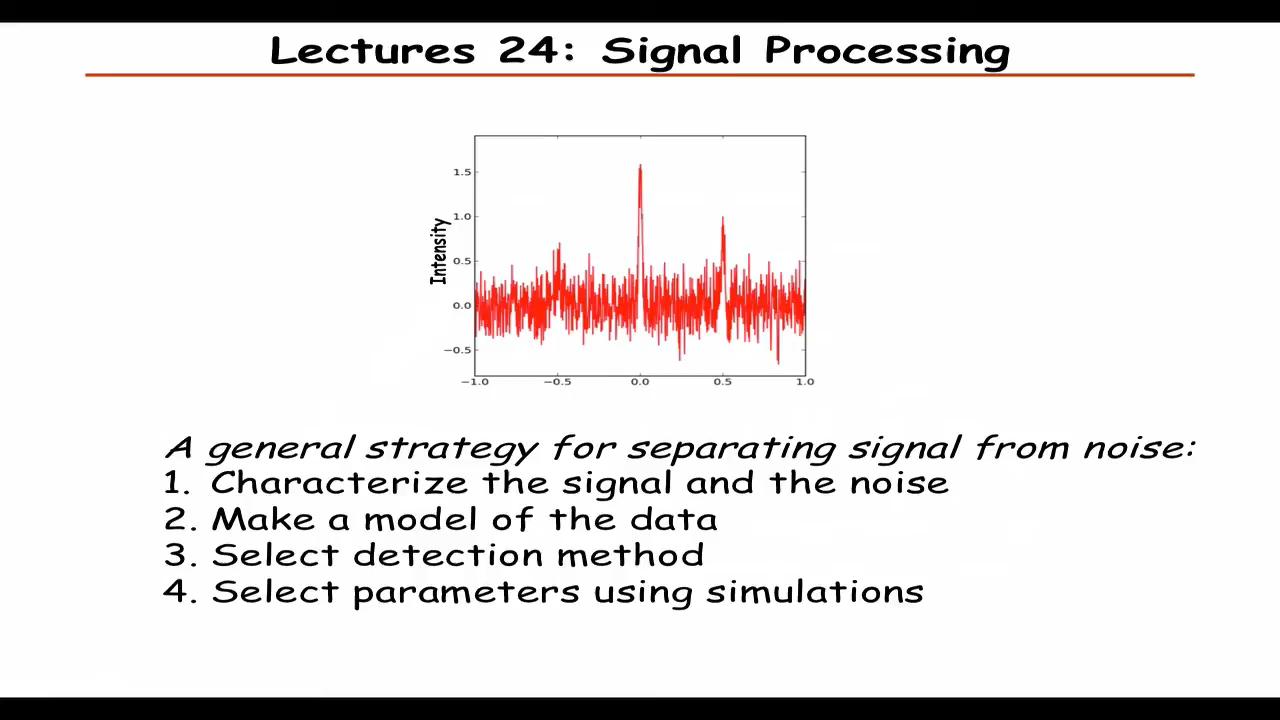 Lectures 24: Signal Processing
Intensity
1.5
1.0
0.5
0.0
−0.5
−1.0 −0.5 0.0 0.5 1.0
A general strategy for separating signal from noise:
1. Characterize the signal and the noise
2. Make a model of the data
3. Select detection method
4. Select parameters using simulations